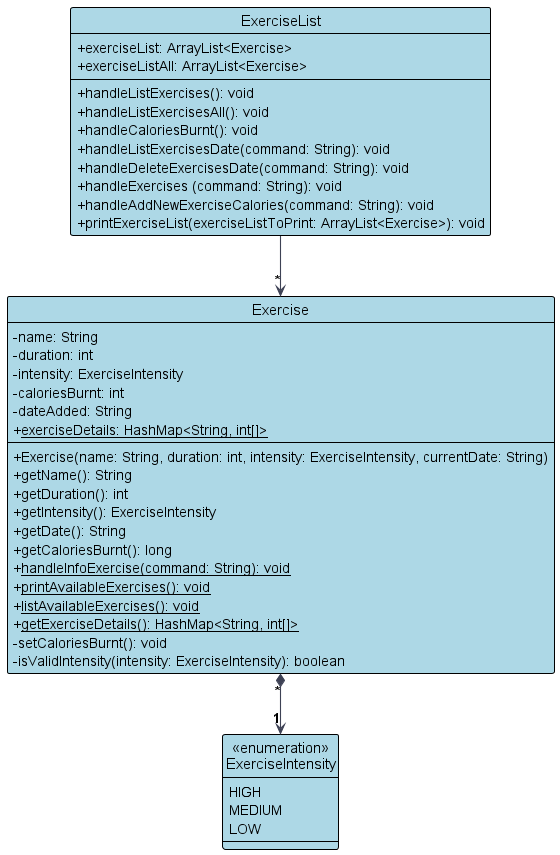 ExerciseList
+exerciseList: ArrayList<Exercise>
+exerciseListAll: ArrayList<Exercise>
+handleListExercises(): void
+handleListExercisesAll(): void
+handleCaloriesBurnt(): void
+handleListExercisesDate(command: String): void
+handleDeleteExercisesDate(command: String): void
+handleExercises (command: String): void
+handleAddNewExerciseCalories(command: String): void
+printExerciseList(exerciseListToPrint: ArrayList<Exercise>): void
*
Exercise
-name: String
-duration: int
-intensity: ExerciseIntensity
-caloriesBurnt: int
-dateAdded: String
+exerciseDetails: HashMap<String, int[]>
+Exercise(name: String, duration: int, intensity: ExerciseIntensity, currentDate: String)
+getName(): String
+getDuration(): int
+getIntensity(): ExerciseIntensity
+getDate(): String
+getCaloriesBurnt(): long
+handleInfoExercise(command: String): void
+printAvailableExercises(): void
+listAvailableExercises(): void
+getExerciseDetails(): HashMap<String, int[]>
-setCaloriesBurnt(): void
-isValidIntensity(intensity: ExerciseIntensity): boolean
*
1
«enumeration»
ExerciseIntensity
HIGH
MEDIUM
LOW